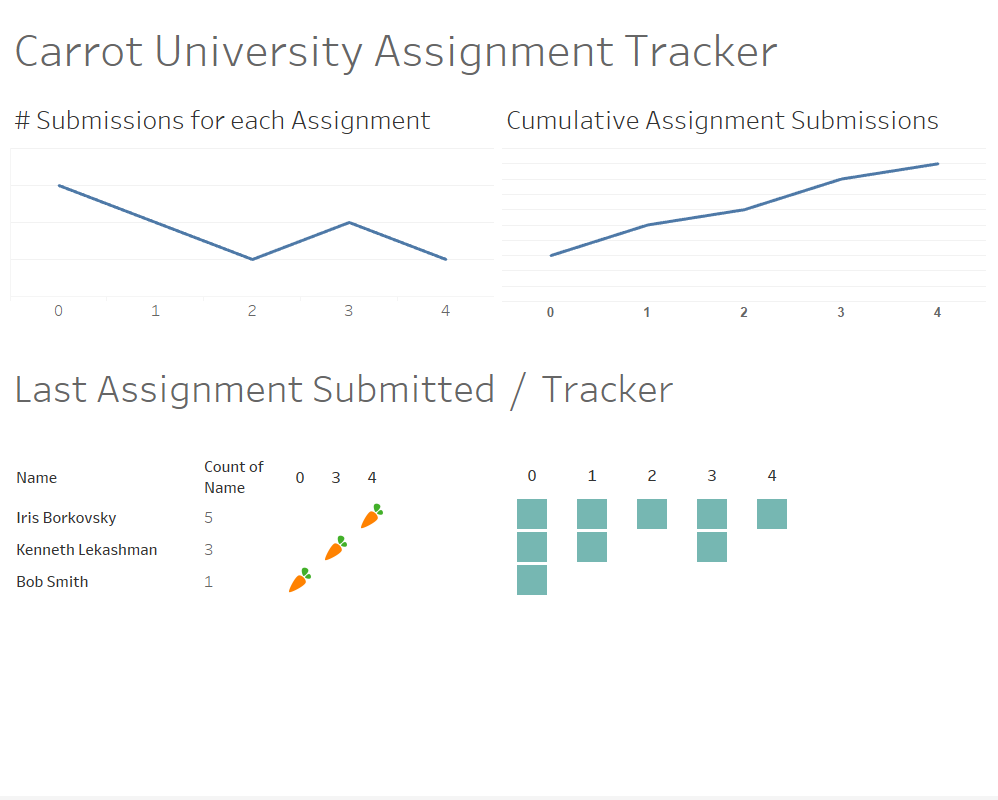 Carrot University Assignment Tracker
# Submissions for each Assignment
0 1 2 3 4
Cumulative Assignment Submissions
0 1 2 3 4
Last Assignment Submitted / Tracker
Name Count of Name 0 3 4
Iris Borkovsky 5
Kenneth Lekashman 3
Bob Smith 1
0 1 2 3 4